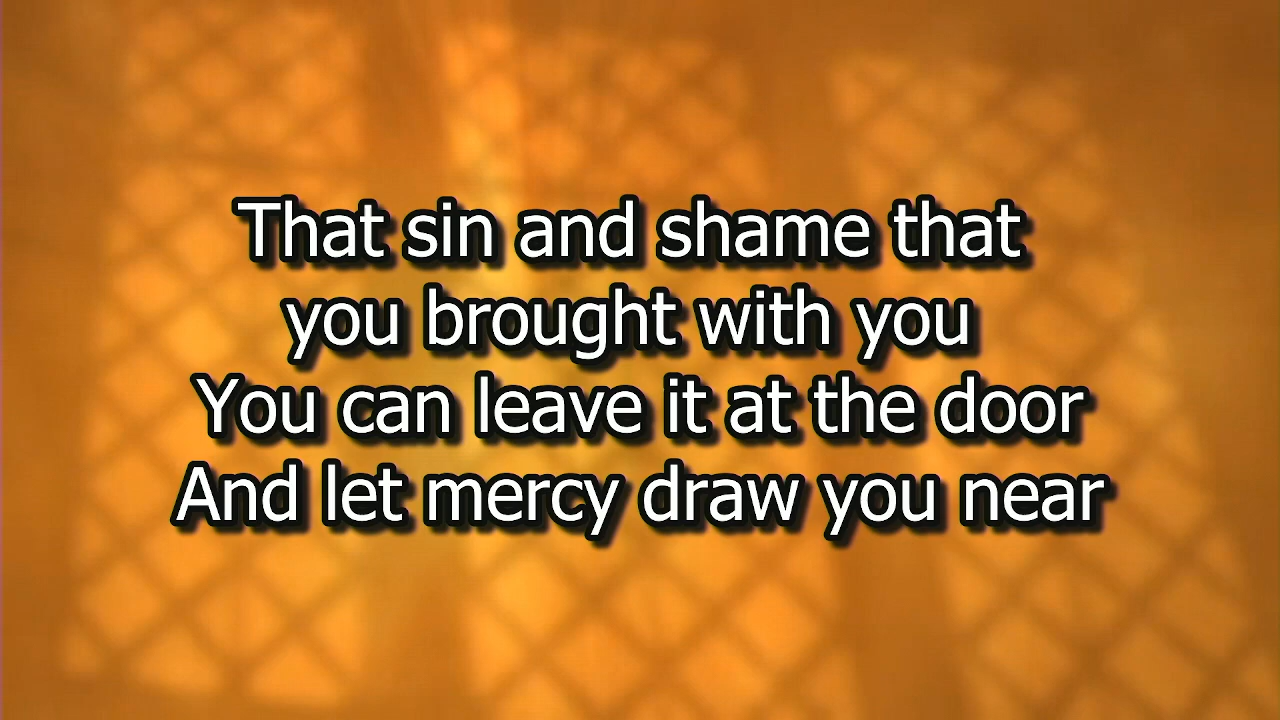 That sin and shame that
you brought with you
You can leave it at the door
And let mercy draw you near